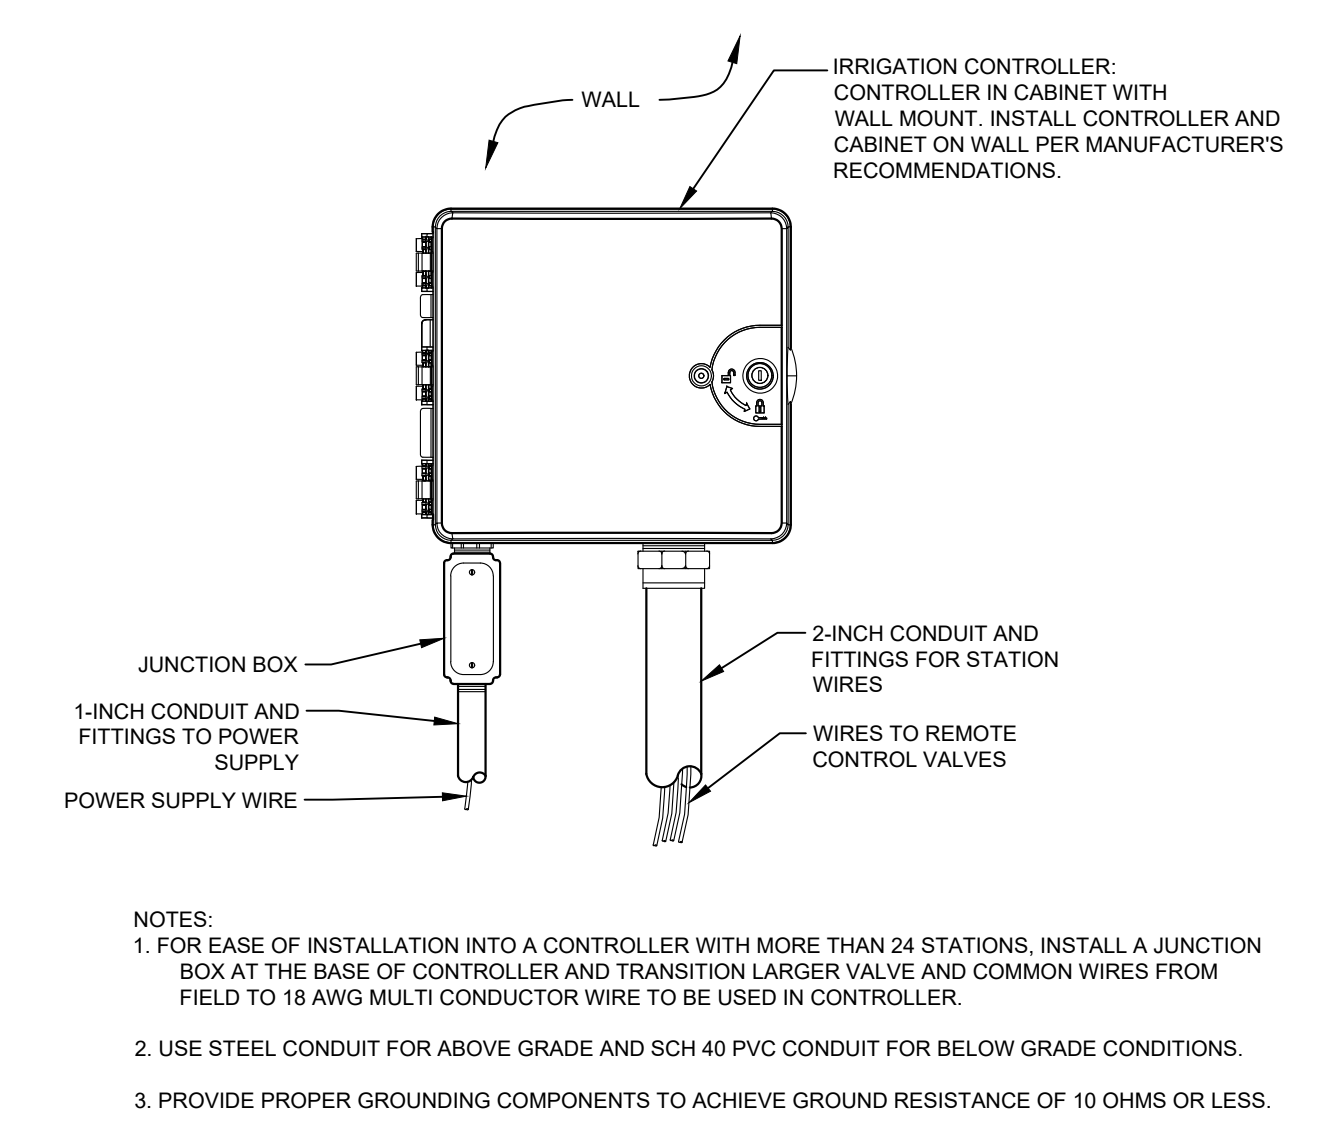 WALL
IRRIGATION CONTROLLER:
CONTROLLER IN CABINET WITH
WALL MOUNT. INSTALL CONTROLLER AND
CABINET ON WALL PER MANUFACTURER'S
RECOMMENDATIONS.
JUNCTION BOX
1-INCH CONDUIT AND
FITTINGS TO POWER
SUPPLY
POWER SUPPLY WIRE
2-INCH CONDUIT AND
FITTINGS FOR STATION
WIRES
WIRES TO REMOTE
CONTROL VALVES
NOTES:
1. FOR EASE OF INSTALLATION INTO A CONTROLLER WITH MORE THAN 24 STATIONS, INSTALL A JUNCTION
BOX AT THE BASE OF CONTROLLER AND TRANSITION LARGER VALVE AND COMMON WIRES FROM
FIELD TO 18 AWG MULTI CONDUCTOR WIRE TO BE USED IN CONTROLLER.
2. USE STEEL CONDUIT FOR ABOVE GRADE AND SCH 40 PVC CONDUIT FOR BELOW GRADE CONDITIONS.
3. PROVIDE PROPER GROUNDING COMPONENTS TO ACHIEVE GROUND RESISTANCE OF 10 OHMS OR LESS.